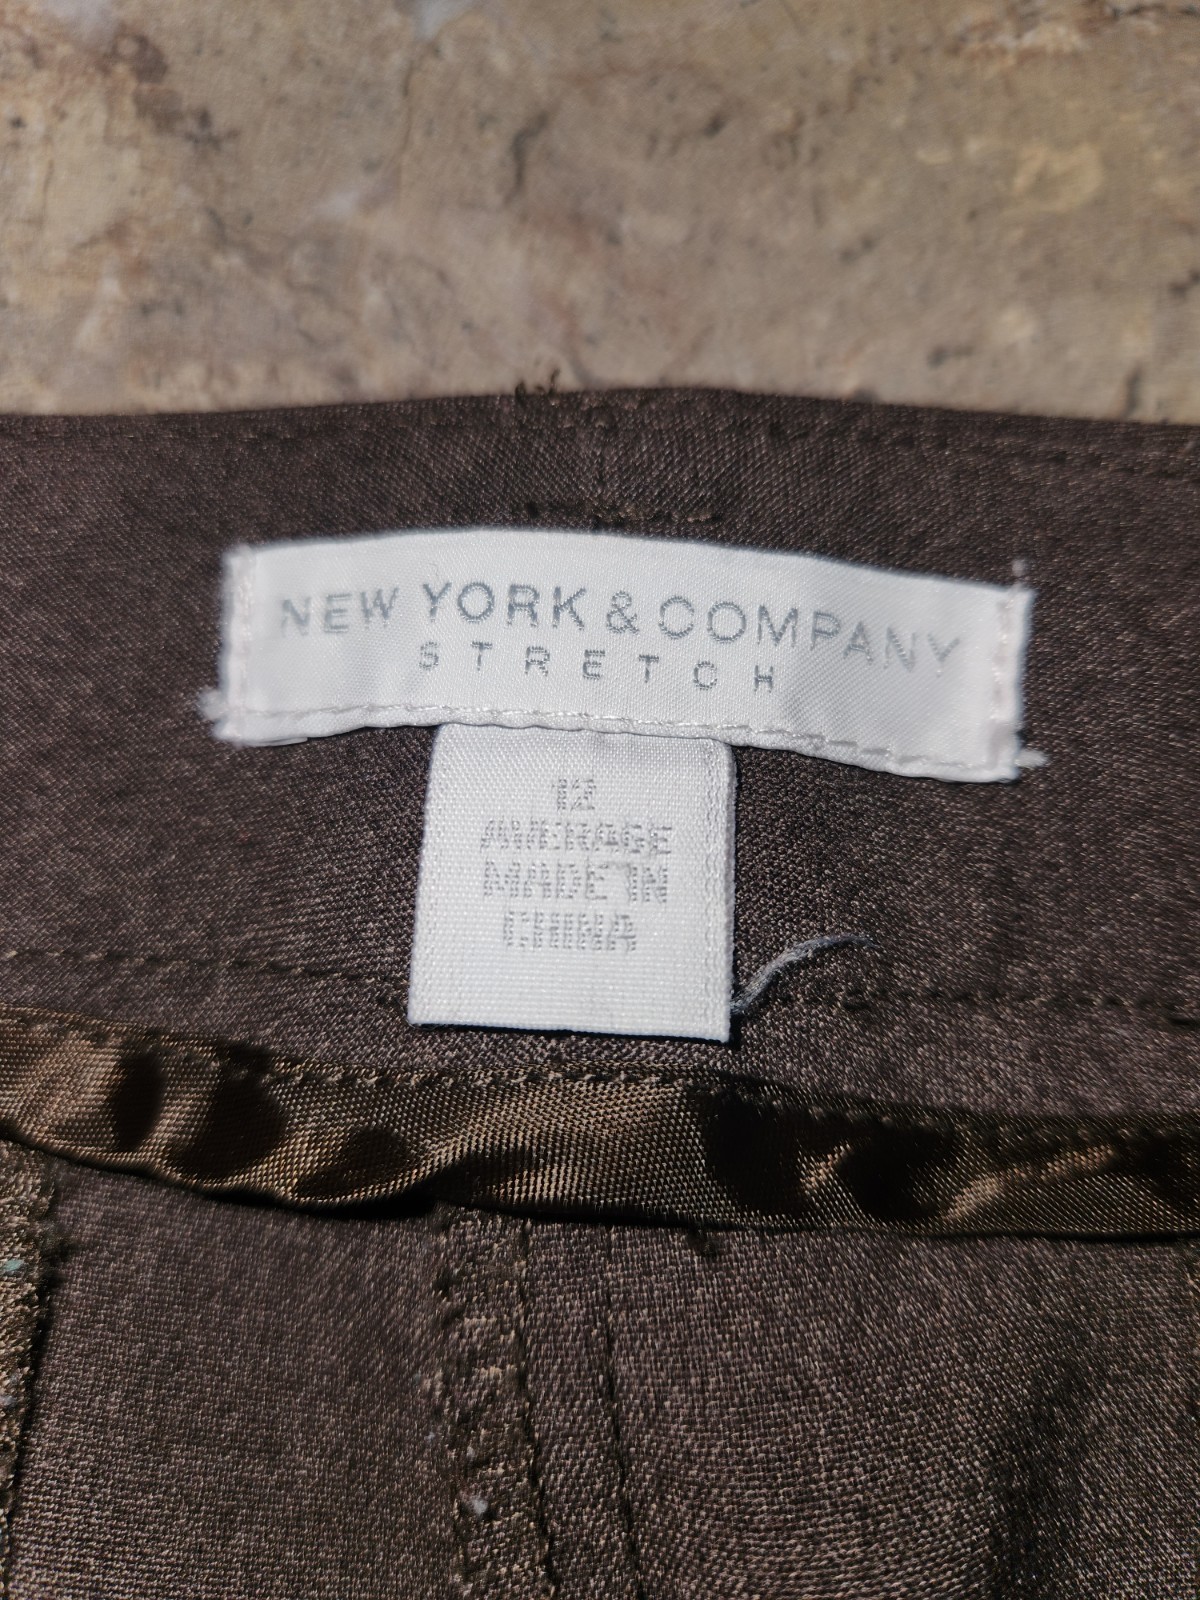 NEW YORK & COMPANY
STRETCH
12
AVERAGE
MADE IN
CHINA